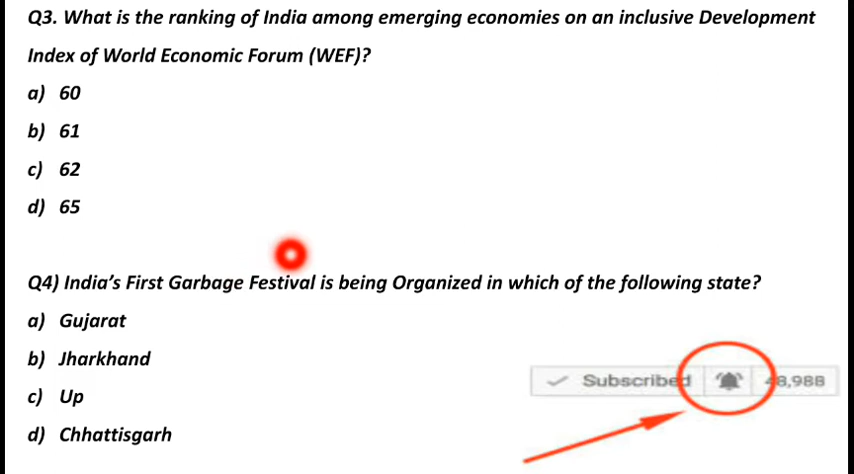 Q3. What is the ranking of India among emerging economies on an inclusive Development
Index of World Economic Forum (WEF)?
a) 60
b) 61
c) 62
d) 65
Q4) India’s First Garbage Festival is being Organized in which of the following state?
a) Gujarat
b) Jharkhand
Subscribed 48,988
c) Up
d) Chhattisgarh